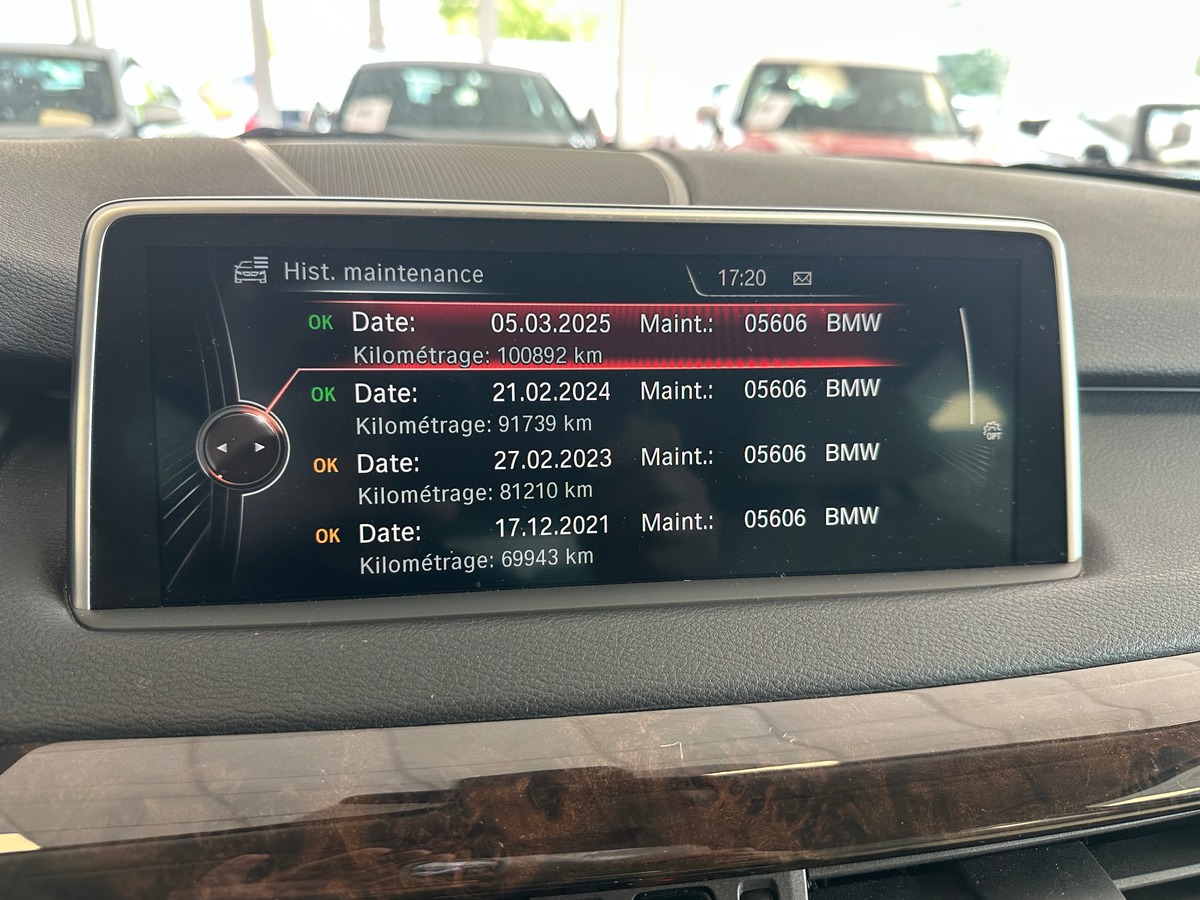 Hist. maintenance 17:20
OK Date: 05.03.2025 Maint.: 05606 BMW
Kilométrage: 100892 km
OK Date: 21.02.2024 Maint.: 05606 BMW
Kilométrage: 91739 km
OK Date: 27.02.2023 Maint.: 05606 BMW
Kilométrage: 81210 km
OK Date: 17.12.2021 Maint.: 05606 BMW
Kilométrage: 69943 km
OPT